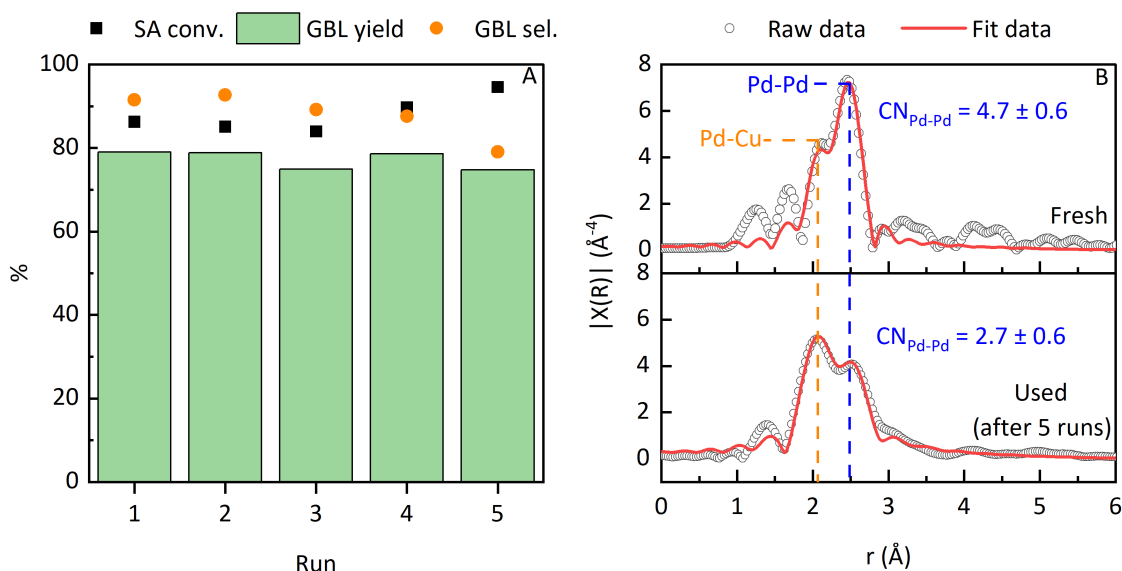 SA conv. GBL yield GBL sel.
A
100
80
60
40
20
0
%
1 2 3 4 5
Run
Raw data Fit data
B
8
6
4
2
0
Pd-Pd
CNPd-Pd = 4.7 ± 0.6
Pd-Cu
Fresh
|X(R)| (Å-4)
8
6
4
2
0
CNPd-Pd = 2.7 ± 0.6
Used
(after 5 runs)
0 1 2 3 4 5 6
r (Å)